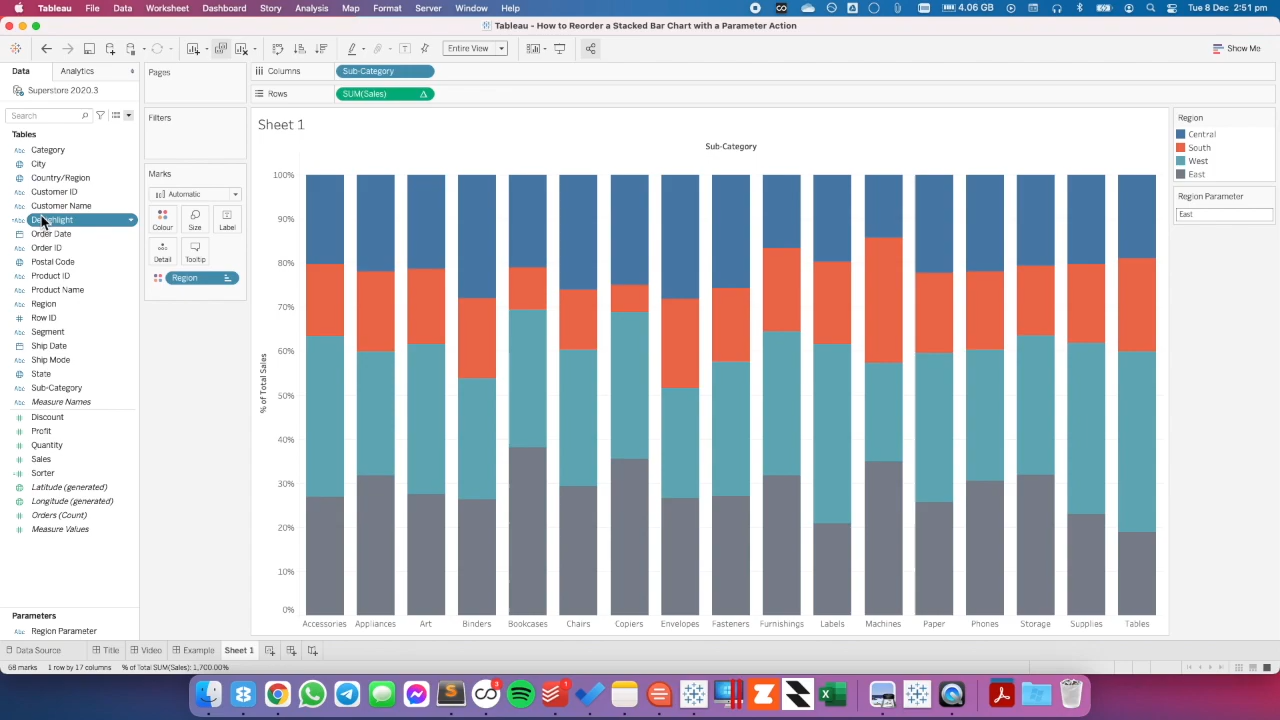 Tableau File Data Worksheet Dashboard Story Analysis Map Format Server Window Help 4.06 GB Tue 8 Dec 2:51 pm
Tableau - How to Reorder a Stacked Bar Chart with a Parameter Action
Entire View Show Me
Data Analytics
Superstore 2020.3
Search
Tables
Category
City
Country/Region
Customer ID
Customer Name
Order Date
Order ID
Postal Code
Product ID
Product Name
Region
Row ID
Segment
Ship Date
Ship Mode
State
Sub-Category
Measure Names
Discount
Profit
Quantity
Sales
Sorter
Latitude (generated)
Longitude (generated)
Orders (Count)
Measure Values
Parameters
Region Parameter
Pages
Filters
Marks
Automatic
Colour Size Label
Detail Tooltip
Region
Columns Sub-Category
Rows SUM(Sales)
Sheet 1
Sub-Category
% of Total Sales
100%
90%
80%
70%
60%
50%
40%
30%
20%
10%
0%
Accessories Appliances Art Binders Bookcases Chairs Copiers Envelopes Fasteners Furnishings Labels Machines Paper Phones Storage Supplies Tables
Region
Central
South
West
East
Region Parameter
East
Data Source Title Video Example Sheet 1
68 marks 1 row by 17 columns % of Total SUM(Sales): 1,700.00%